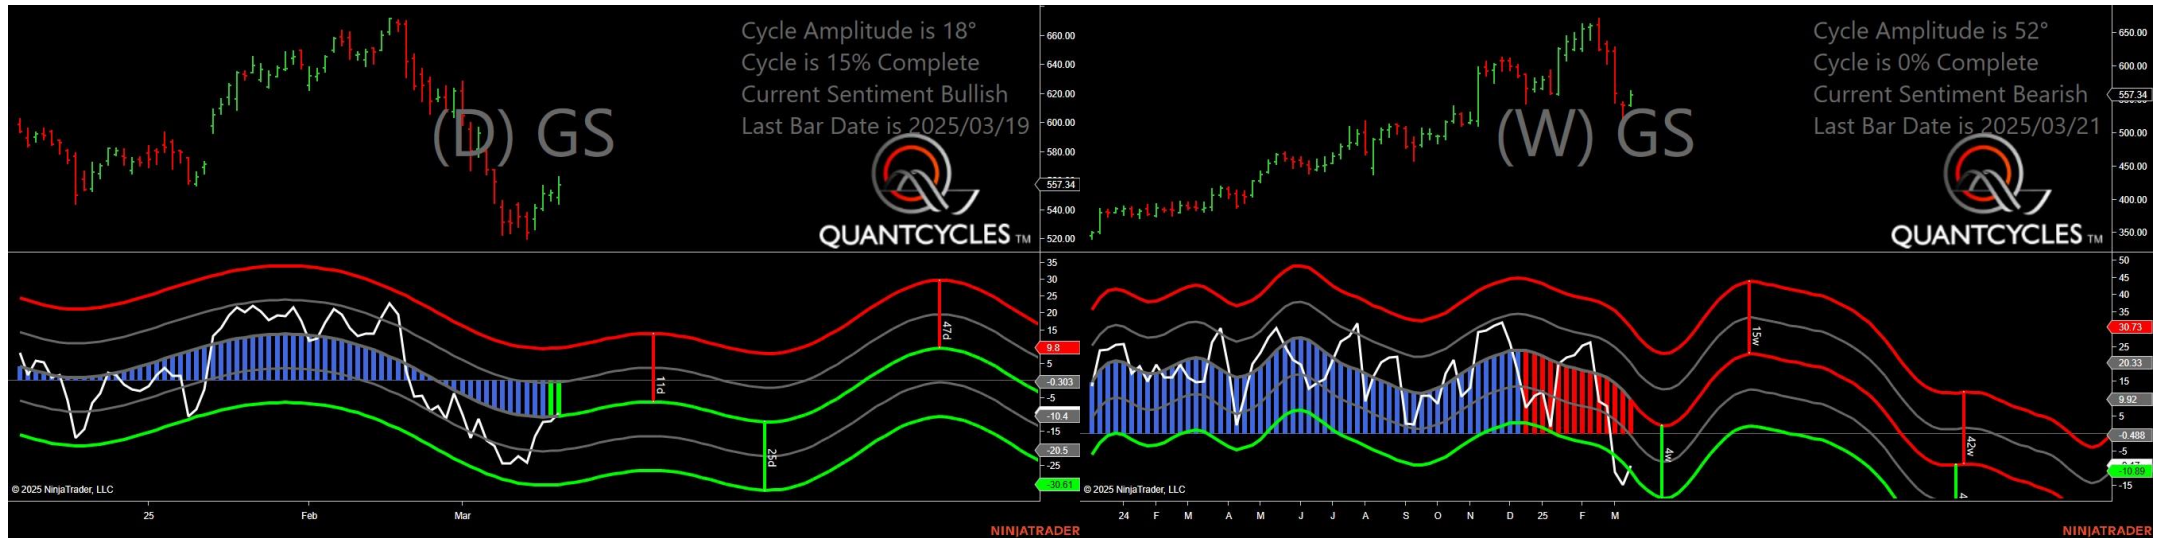 Cycle Amplitude is 18°
Cycle is 15% Complete
Current Sentiment Bullish
Last Bar Date is 2025/03/19
(D) GS
QUANTCYCLES TM
660.00
640.00
620.00
600.00
580.00
557.34
540.00
520.00
35
30
25
20
15
9.8
5
-0.303
-5
-10.4
-15
-20.5
-25
-30.61
11d
25d
47d
© 2025 NinjaTrader, LLC
25 Feb Mar
NINJATRADER
Cycle Amplitude is 52°
Cycle is 0% Complete
Current Sentiment Bearish
Last Bar Date is 2025/03/21
(W) GS
QUANTCYCLES TM
650.00
600.00
557.34
500.00
450.00
400.00
350.00
50
45
40
35
30.73
25
20.33
15
9.92
5
-0.488
-5
-10.89
-15
4w
15w
42w
4
© 2025 NinjaTrader, LLC
24 F M A M J J A S O N D 25 F M
NINJATRADER